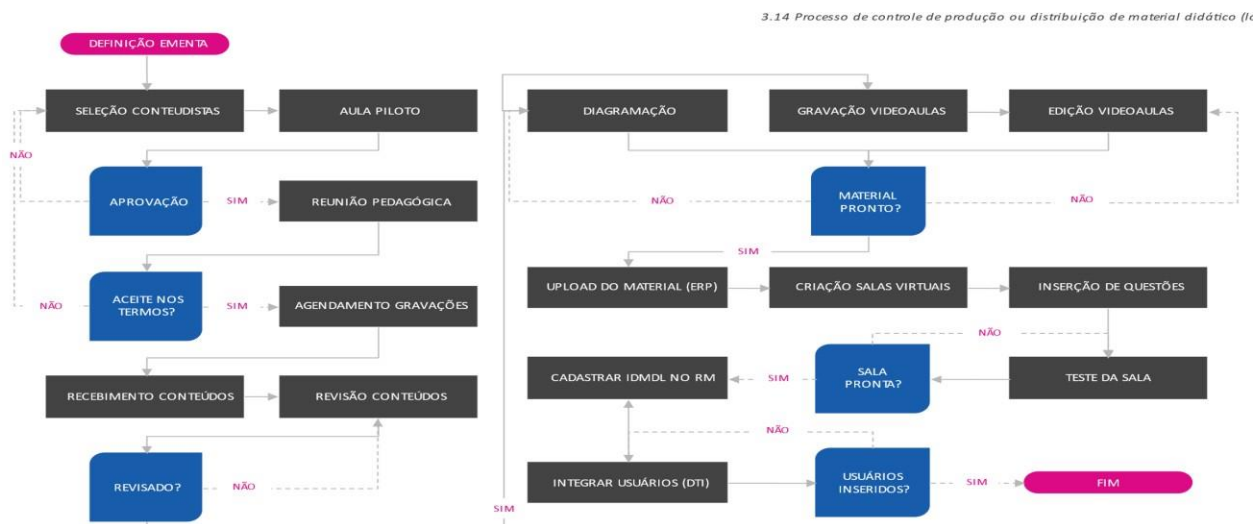 3.14 Processo de controle de produção ou distribuição de material didático (lo
DEFINIÇÃO EMENTA
SELEÇÃO CONTEUDISTAS
AULA PILOTO
NÃO
APROVAÇÃO
SIM
REUNIÃO PEDAGÓGICA
NÃO
ACEITE NOS
TERMOS?
SIM
AGENDAMENTO GRAVAÇÕES
RECEBIMENTO CONTEÚDOS
REVISÃO CONTEÚDOS
REVISADO?
NÃO
SIM
DIAGRAMAÇÃO
GRAVAÇÃO VIDEOAULAS
EDIÇÃO VIDEOAULAS
NÃO
MATERIAL
PRONTO?
NÃO
SIM
UPLOAD DO MATERIAL (ERP)
CRIAÇÃO SALAS VIRTUAIS
INSERÇÃO DE QUESTÕES
NÃO
CADASTRAR IDMDL NO RM
SIM
SALA
PRONTA?
TESTE DA SALA
NÃO
INTEGRAR USUÁRIOS (DTI)
USUÁRIOS
INSERIDOS?
SIM
FIM